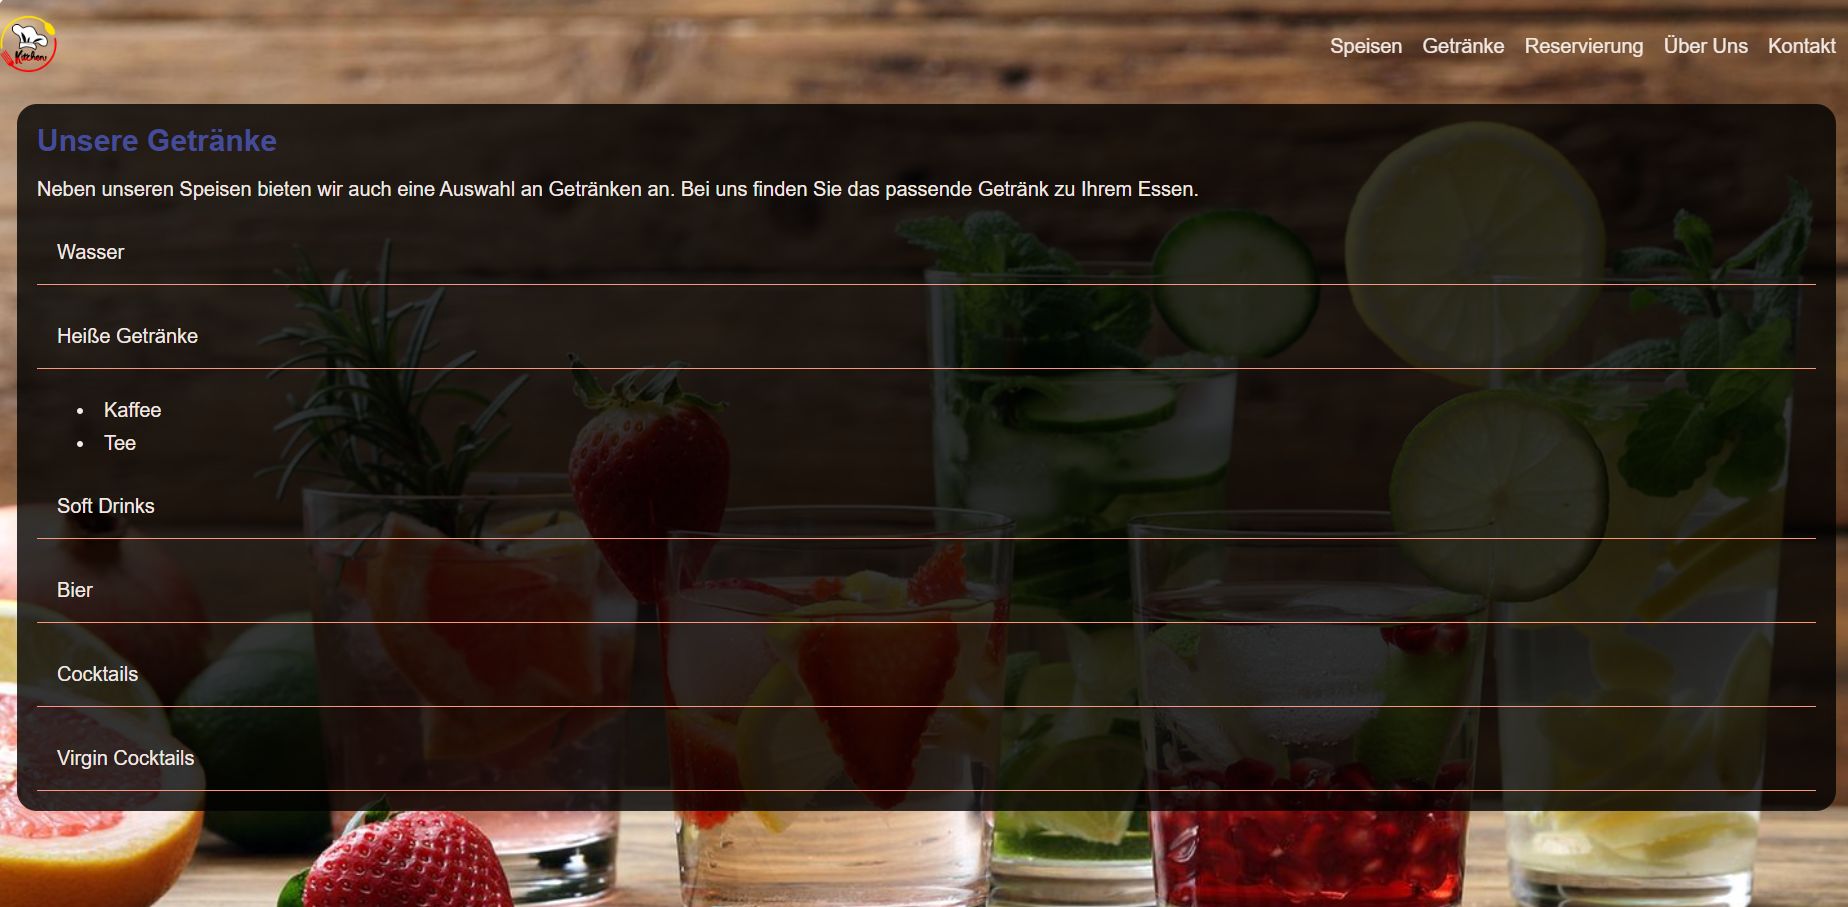 Kitchen
Speisen Getränke Reservierung Über Uns Kontakt
Unsere Getränke
Neben unseren Speisen bieten wir auch eine Auswahl an Getränken an. Bei uns finden Sie das passende Getränk zu Ihrem Essen.
Wasser
Heiße Getränke
Kaffee
Tee
Soft Drinks
Bier
Cocktails
Virgin Cocktails